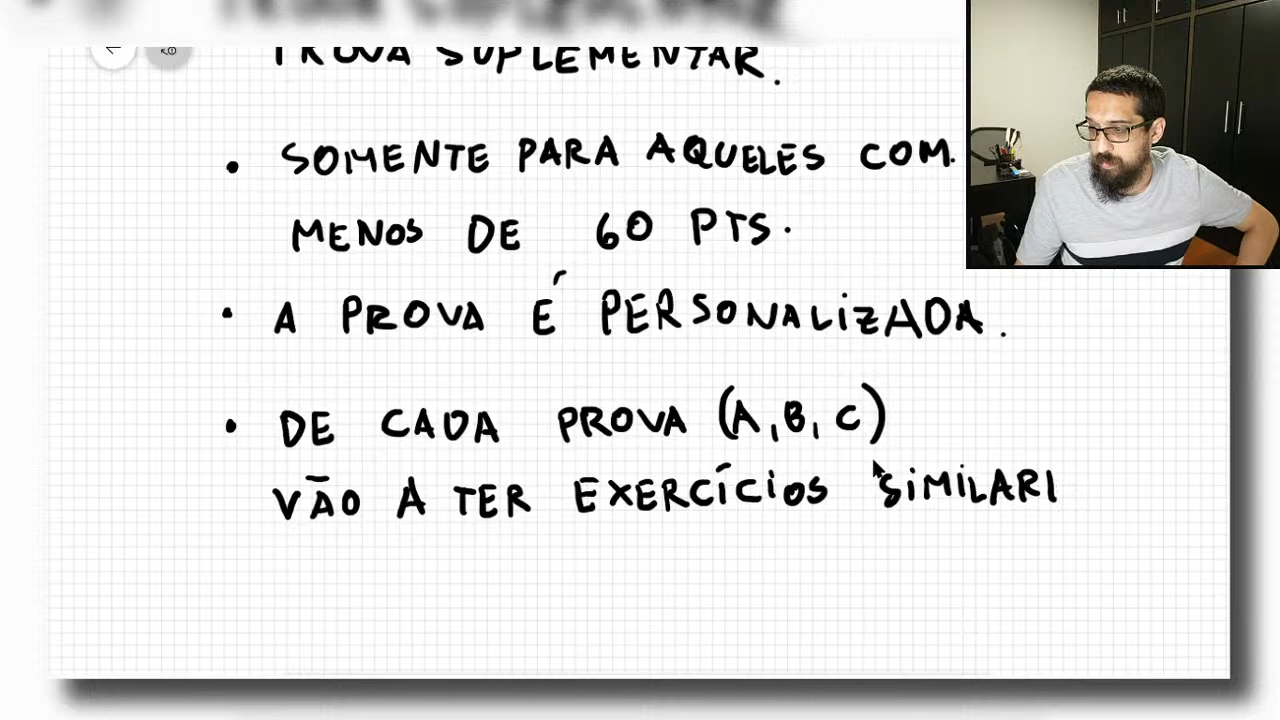 PROVA SUPLEMENTAR.
• SOMENTE PARA AQUELES COM
MENOS DE 60 PTS.
• A PROVA É PERSONALIZADA.
• DE CADA PROVA (A, B, C)
VÃO A TER EXERCÍCIOS SIMILARI